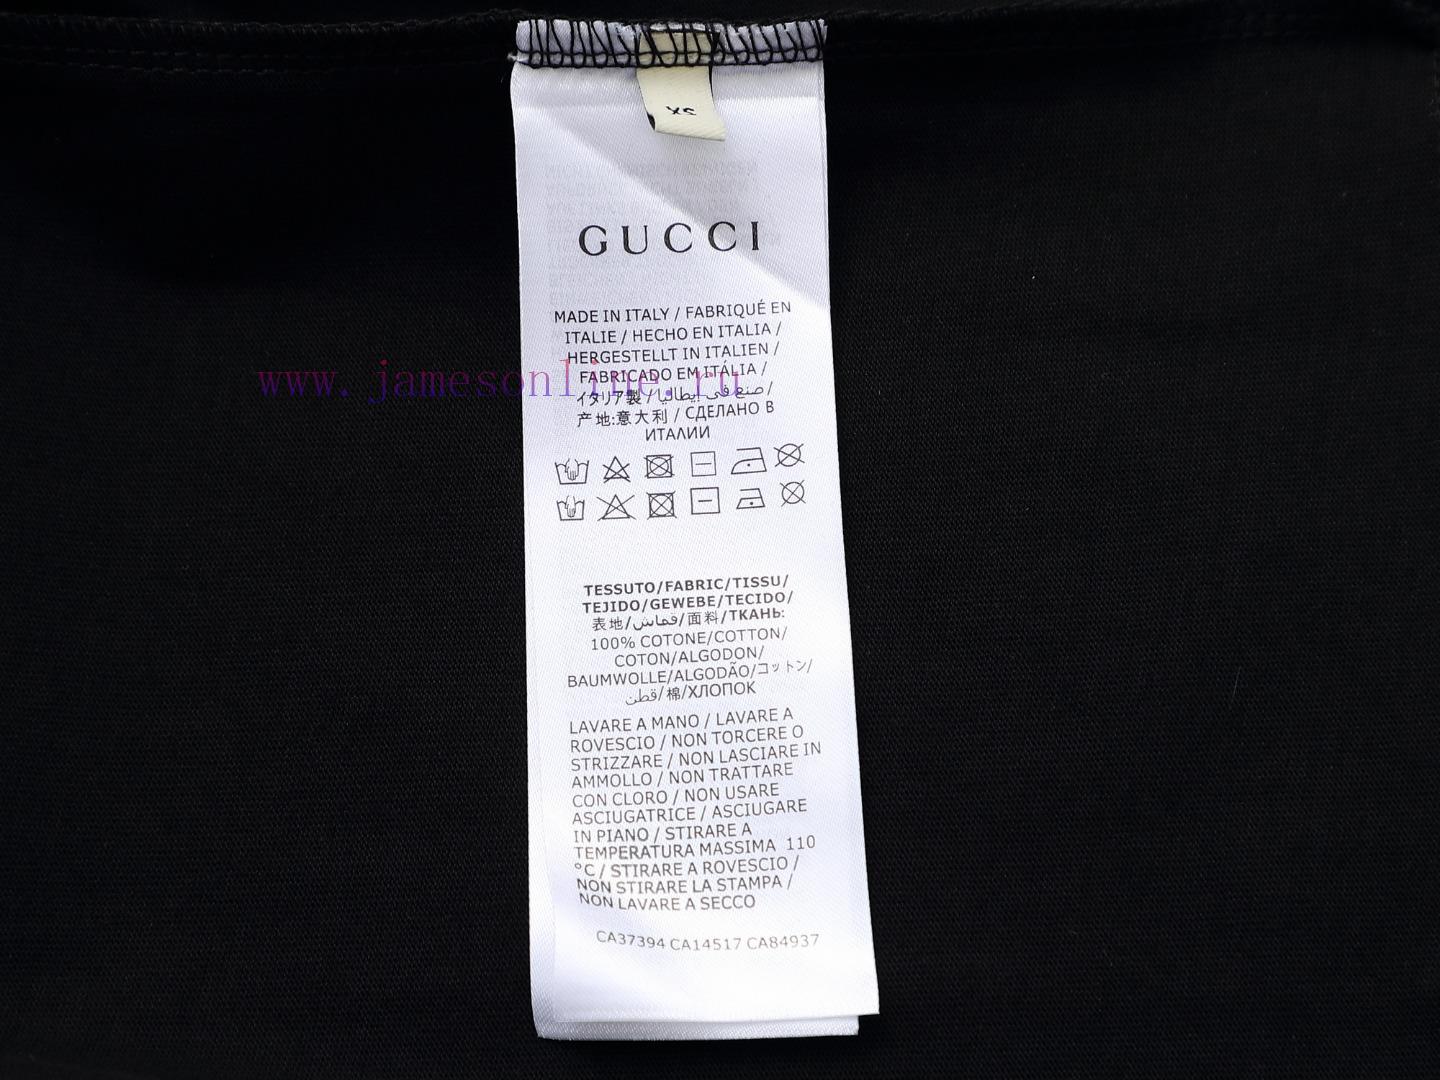 XS
GUCCI
MADE IN ITALY / FABRIQUÉ EN
ITALIE / HECHO EN ITALIA /
HERGESTELLT IN ITALIEN /
FABRICADO EM ITÁLIA /
www.jamesonline.ru
イタリア製 / صنع في إيطاليا /
产地:意大利 / СДЕЛАНО В
ИТАЛИИ
TESSUTO/FABRIC/TISSU/
TEJIDO/GEWEBE/TECIDO/
表地/قماش/面料/ТКАНЬ:
100% COTONE/COTTON/
COTON/ALGODON/
BAUMWOLLE/ALGODÃO/コットン/
قطن/棉/ХЛОПОК
LAVARE A MANO / LAVARE A
ROVESCIO / NON TORCERE O
STRIZZARE / NON LASCIARE IN
AMMOLLO / NON TRATTARE
CON CLORO / NON USARE
ASCIUGATRICE / ASCIUGARE
IN PIANO / STIRARE A
TEMPERATURA MASSIMA 110
°C / STIRARE A ROVESCIO /
NON STIRARE LA STAMPA /
NON LAVARE A SECCO
CA37394 CA14517 CA84937